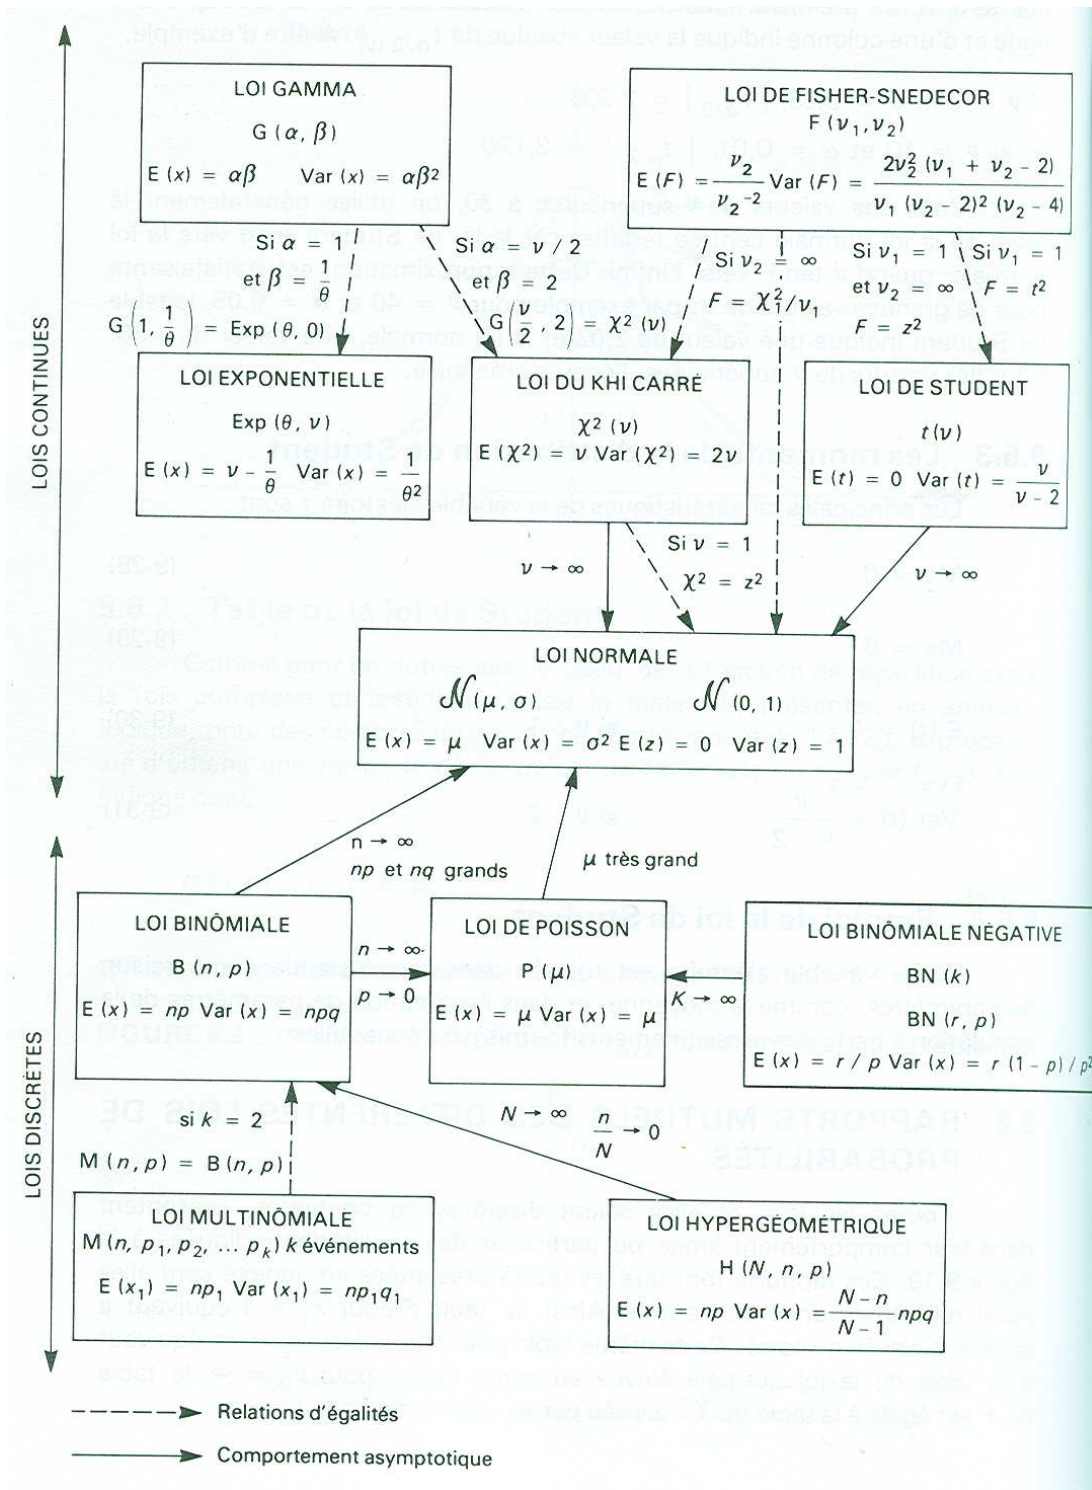 LOIS CONTINUES
LOI GAMMA
G (α, β)
E (x) = αβ Var (x) = αβ²
LOI DE FISHER-SNEDECOR
F (ν₁, ν₂)
E (F) = ν₂ / ν₂ -2 Var (F) = 2ν₂² (ν₁ + ν₂ - 2) / ν₁ (ν₂ - 2)² (ν₂ - 4)
Si α = 1
et β = 1/θ
G (1, 1/θ) = Exp (θ, 0)
Si α = ν / 2
et β = 2
G (ν/2 , 2) = χ² (ν)
Si ν₂ = ∞
F = χ₁²/ν₁
Si ν₁ = 1
et ν₂ = ∞
F = z²
Si ν₁ = 1
F = t²
LOI EXPONENTIELLE
Exp (θ, ν)
E (x) = ν - 1/θ Var (x) = 1/θ²
LOI DU KHI CARRÉ
χ² (ν)
E (χ²) = ν Var (χ²) = 2ν
LOI DE STUDENT
t (ν)
E (t) = 0 Var (t) = ν / ν - 2
ν → ∞
Si ν = 1
χ² = z²
ν → ∞
LOI NORMALE
𝒩 (μ, σ) 𝒩 (0, 1)
E (x) = μ Var (x) = σ² E (z) = 0 Var (z) = 1
LOIS DISCRÈTES
n → ∞
np et nq grands
μ très grand
LOI BINÔMIALE
B (n, p)
E (x) = np Var (x) = npq
n → ∞
p → 0
LOI DE POISSON
P (μ)
E (x) = μ Var (x) = μ
K → ∞
LOI BINÔMIALE NÉGATIVE
BN (k)
BN (r, p)
E (x) = r / p Var (x) = r (1 - p) / p²
si k = 2
M (n, p) = B (n, p)
N → ∞
n/N → 0
LOI MULTINÔMIALE
M (n, p₁, p₂, ... pₖ) k événements
E (x₁) = np₁ Var (x₁) = np₁q₁
LOI HYPERGÉOMÉTRIQUE
H (N, n, p)
E (x) = np Var (x) = N - n / N - 1 npq
Relations d'égalités
Comportement asymptotique